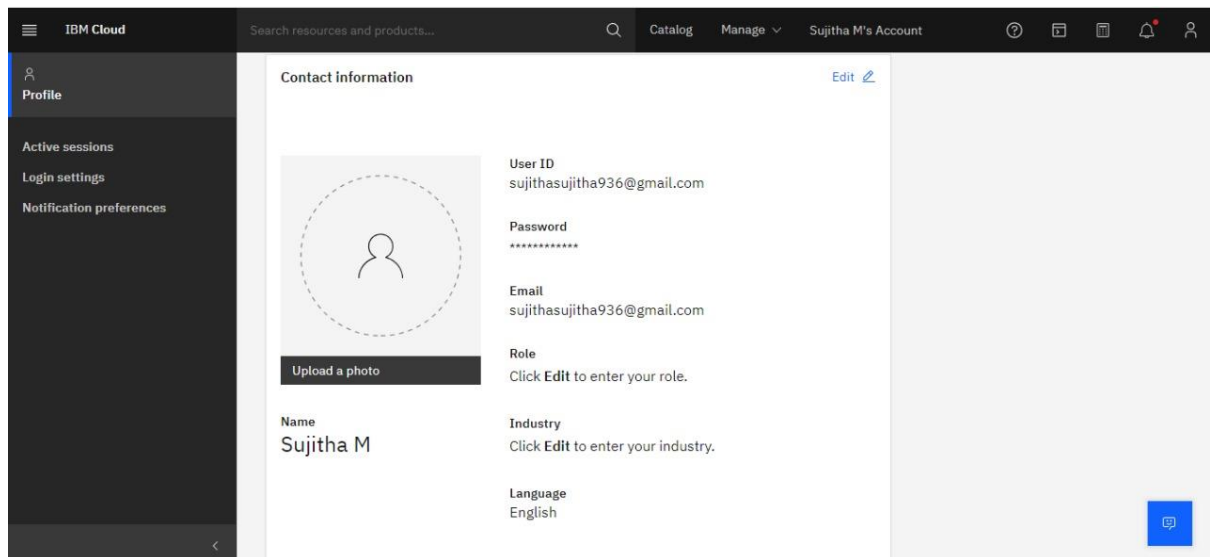 IBM Cloud
Search resources and products...
Catalog
Manage
Sujitha M's Account
Profile
Active sessions
Login settings
Notification preferences
Contact information
Edit
Upload a photo
Name
Sujitha M
User ID
sujithasujitha936@gmail.com
Password
************
Email
sujithasujitha936@gmail.com
Role
Click Edit to enter your role.
Industry
Click Edit to enter your industry.
Language
English